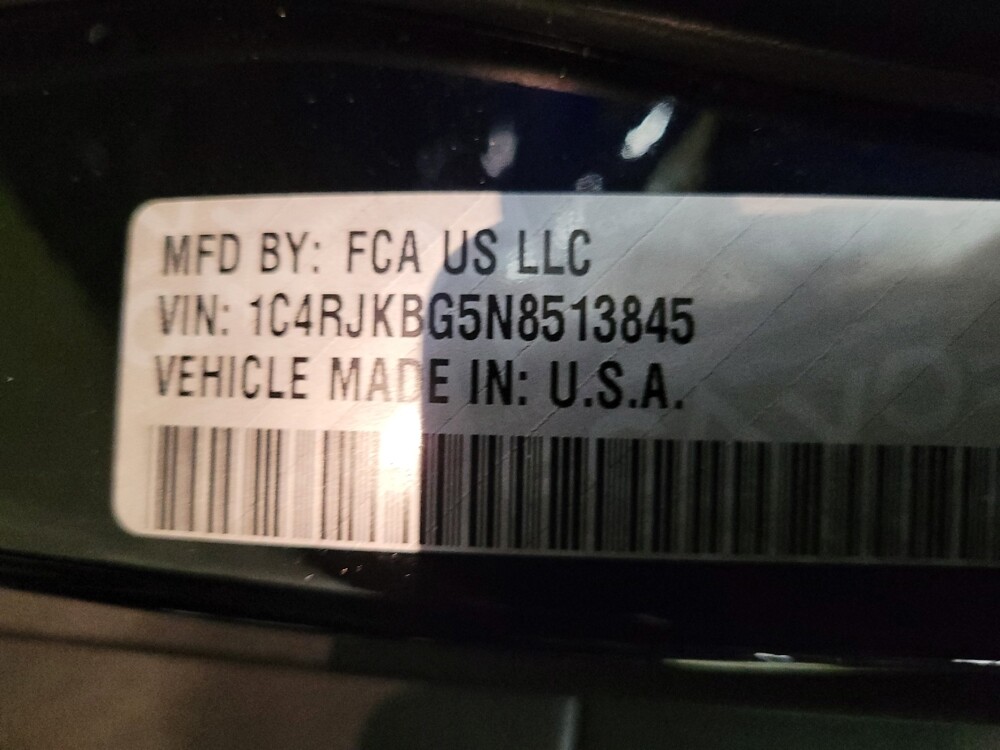 MFD BY: FCA US LLC
VIN: 1C4RJKBG5N8513845
VEHICLE MADE IN: U.S.A.